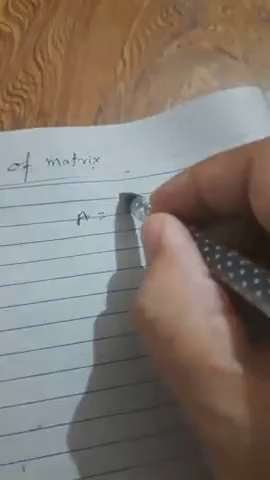 of matrix
A =